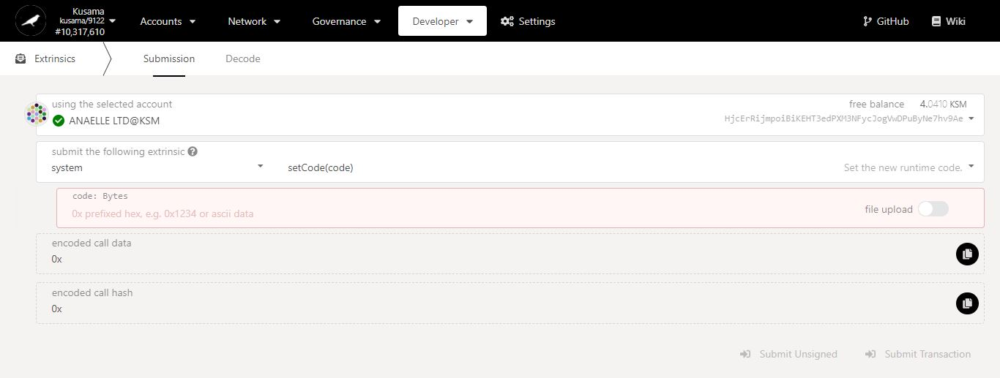 Kusama
kusama/9122
#10,317,610
Accounts
Network
Governance
Developer
Settings
GitHub
Wiki
Extrinsics
Submission
Decode
using the selected account
free balance 4.0410 KSM
ANAELLE LTD@KSM
HjcErRijmpoiBiKEHT3edPXM3NFycJogVwDPuByNe7hv9Ae
submit the following extrinsic ?
system
setCode(code)
Set the new runtime code.
code: Bytes
0x prefixed hex, e.g. 0x1234 or ascii data
file upload
encoded call data
0x
encoded call hash
0x
Submit Unsigned
Submit Transaction